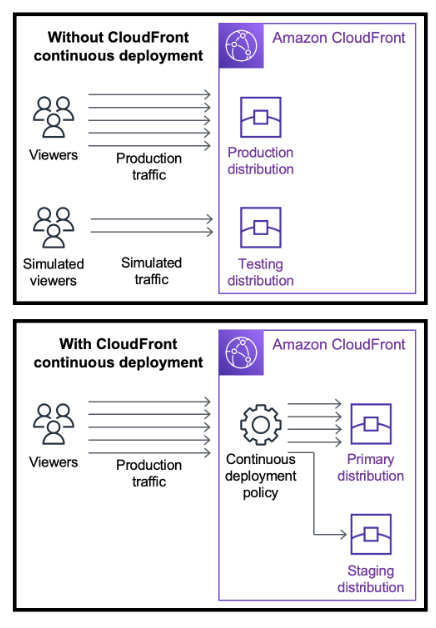 Without CloudFront
continuous deployment
Amazon CloudFront
Viewers
Production
traffic
Production
distribution
Simulated
viewers
Simulated
traffic
Testing
distribution
With CloudFront
continuous deployment
Amazon CloudFront
Viewers
Production
traffic
Continuous
deployment
policy
Primary
distribution
Staging
distribution